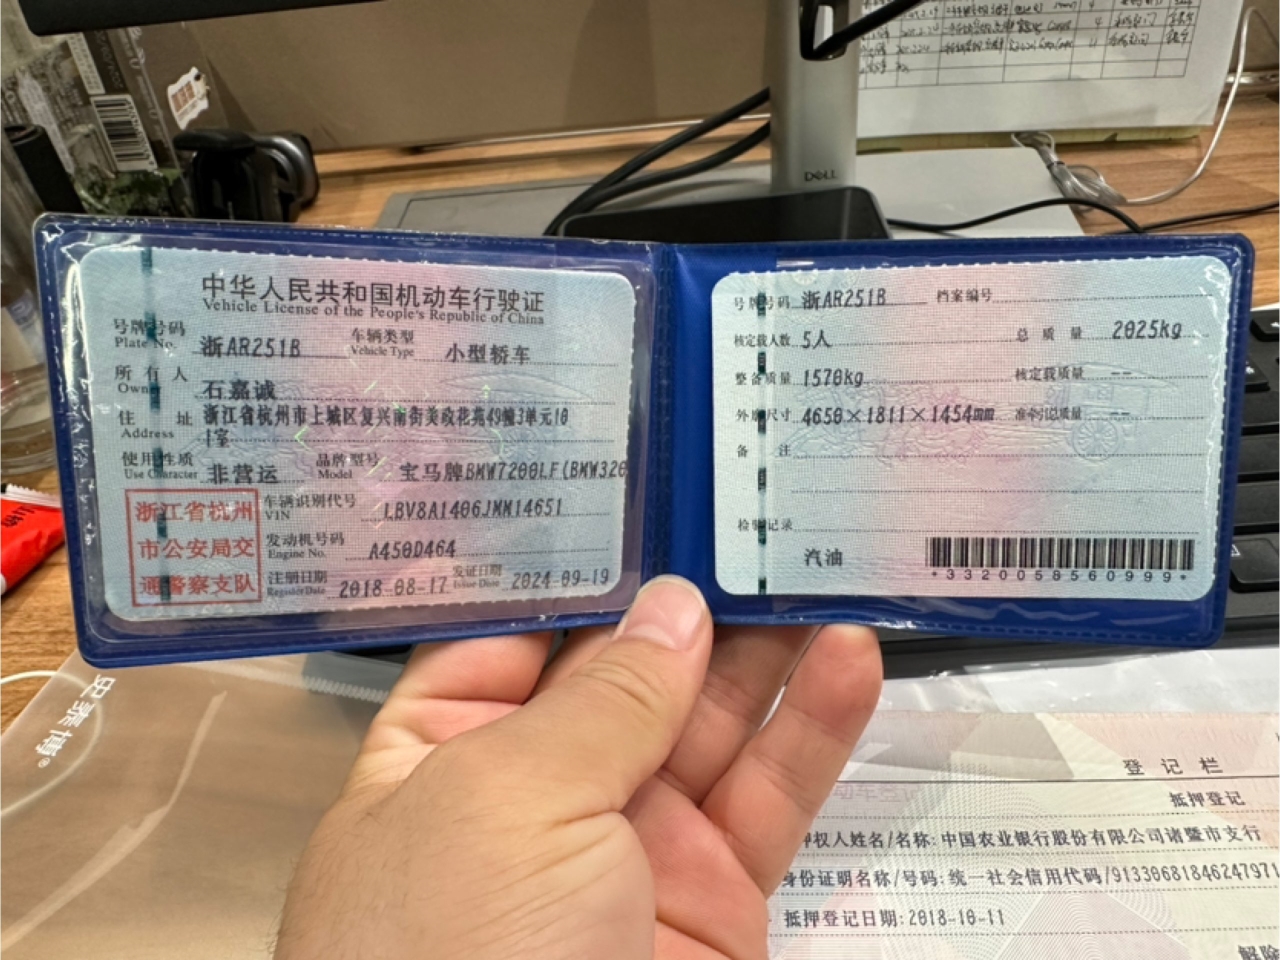 DELL
中华人民共和国机动车行驶证
Vehicle License of the People's Republic of China
号牌号码 浙AR251B 车辆类型 小型轿车
Plate No. Vehicle Type
所有人 石嘉诚
Owner
住址 浙江省杭州市上城区复兴南街美政花苑49幢3单元10
Address 1室
使用性质 非营运 品牌型号 宝马牌BMW7200LF(BMW320
Use Character Model
浙江省杭州
市公安局交
通警察支队
车辆识别代号 LBV8A1406JMM14651
VIN
发动机号码 A450D464
Engine No.
注册日期 2018-08-17 发证日期 2024-09-19
Register Date Issue Date
号牌号码 浙AR251B 档案编号
核定载人数 5人 总质量 2025kg
整备质量 1570kg 核定载质量 --
外廓尺寸 4650×1811×1454mm 准牵引总质量 --
备注
检验记录
汽油
*3320058560999*
史泰博®
登记栏
抵押登记
押权人姓名/名称:中国农业银行股份有限公司诸暨市支行
身份证明名称/号码:统一社会信用代码/91330681846247971
抵押登记日期:2018-10-11
解除